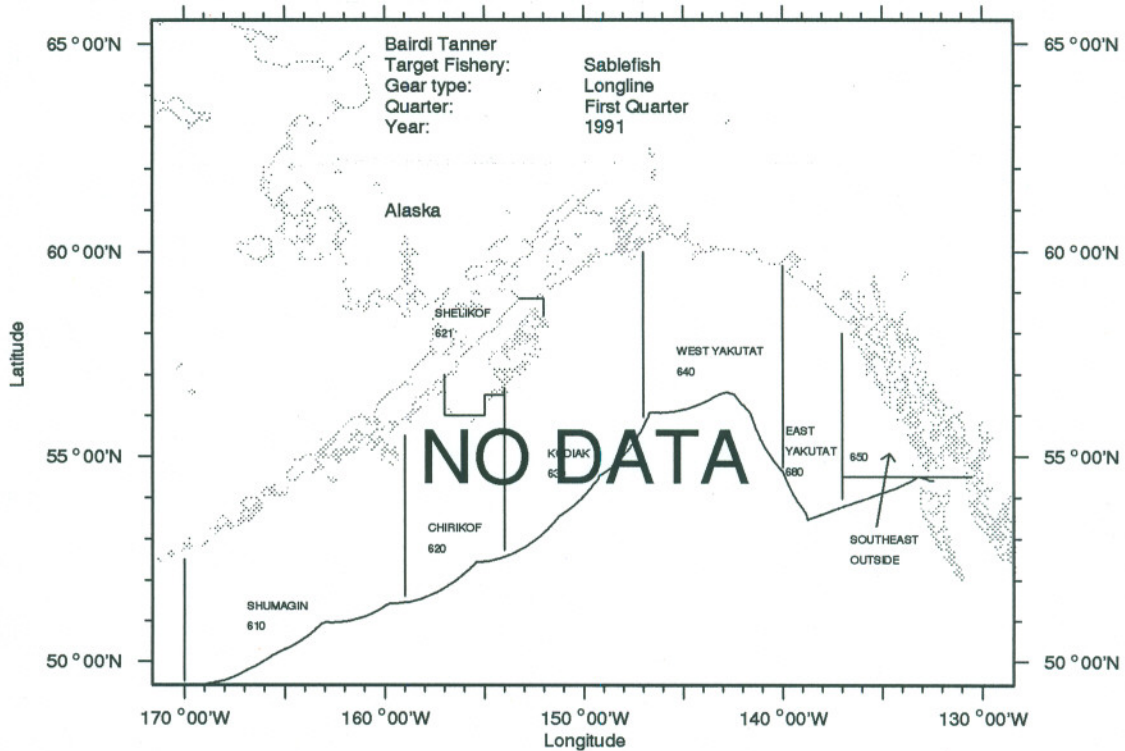 65°00'N
65°00'N
Bairdi Tanner
Target Fishery: Sablefish
Gear type: Longline
Quarter: First Quarter
Year: 1991
Alaska
60°00'N
60°00'N
SHELIKOF
621
Latitude
WEST YAKUTAT
640
NO DATA
KODIAK
630
EAST
YAKUTAT
680
650
55°00'N
55°00'N
CHIRIKOF
620
SOUTHEAST
OUTSIDE
SHUMAGIN
610
50°00'N
50°00'N
170°00'W
160°00'W
150°00'W
140°00'W
130°00'W
Longitude